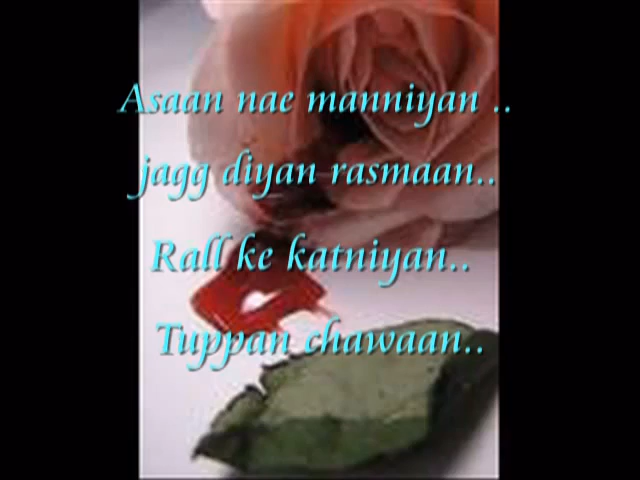 Asaan nae manniyan ..
jagg diyan rasmaan..
Rall ke katniyan..
Tuppan chawaan..